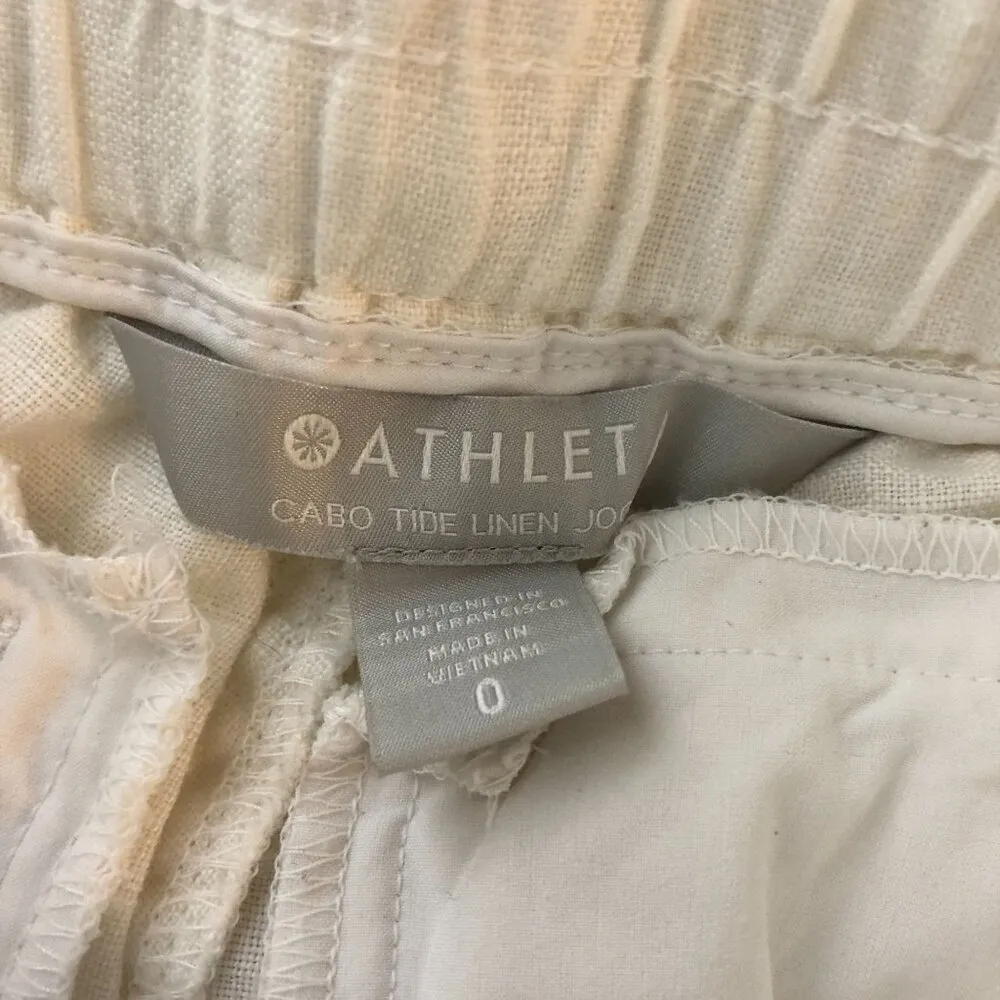 ATHLET
CABO TIDE LINEN JO
DESIGNED IN
SAN FRANCISCO
MADE IN
VIETNAM
0